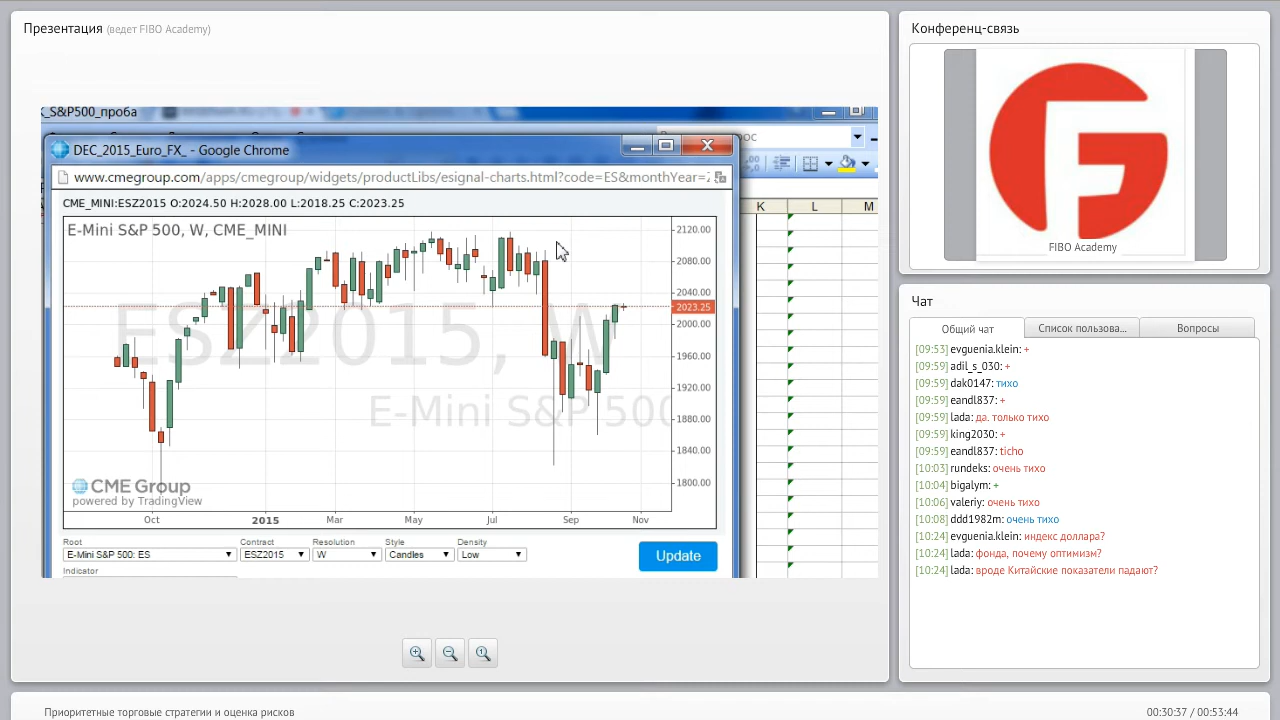 Презентация (ведет FIBO Academy)
S&P500_проба
DEC_2015_Euro_FX_ - Google Chrome
www.cmegroup.com/apps/cmegroup/widgets/productLibs/esignal-charts.html?code=ES&monthYear=
CME_MINI:ESZ2015 O:2024.50 H:2028.00 L:2018.25 C:2023.25
E-Mini S&P 500, W, CME_MINI
ESZ2015, W
E-Mini S&P 500
2120.00
2080.00
2040.00
2023.25
2000.00
1960.00
1920.00
1880.00
1840.00
1800.00
CME Group
powered by TradingView
Oct 2015 Mar May Jul Sep Nov
Root Contract Resolution Style Density
E-Mini S&P 500: ES ESZ2015 W Candles Low
Update
Indicator
K L M
Конференц-связь
FIBO Academy
Чат
Общий чат Список пользова... Вопросы
[09:53] evguenia.klein: +
[09:59] adil_s_030: +
[09:59] dak0147: тихо
[09:59] eandl837: +
[09:59] lada: да. только тихо
[09:59] king2030: +
[09:59] eandl837: ticho
[10:03] rundeks: очень тихо
[10:04] bigalym: +
[10:06] valeriy: очень тихо
[10:08] ddd1982m: очень тихо
[10:24] evguenia.klein: индекс доллара?
[10:24] lada: фонда, почему оптимизм?
[10:24] lada: вроде Китайские показатели падают?
Приоритетные торговые стратегии и оценка рисков
00:30:37 / 00:53:44